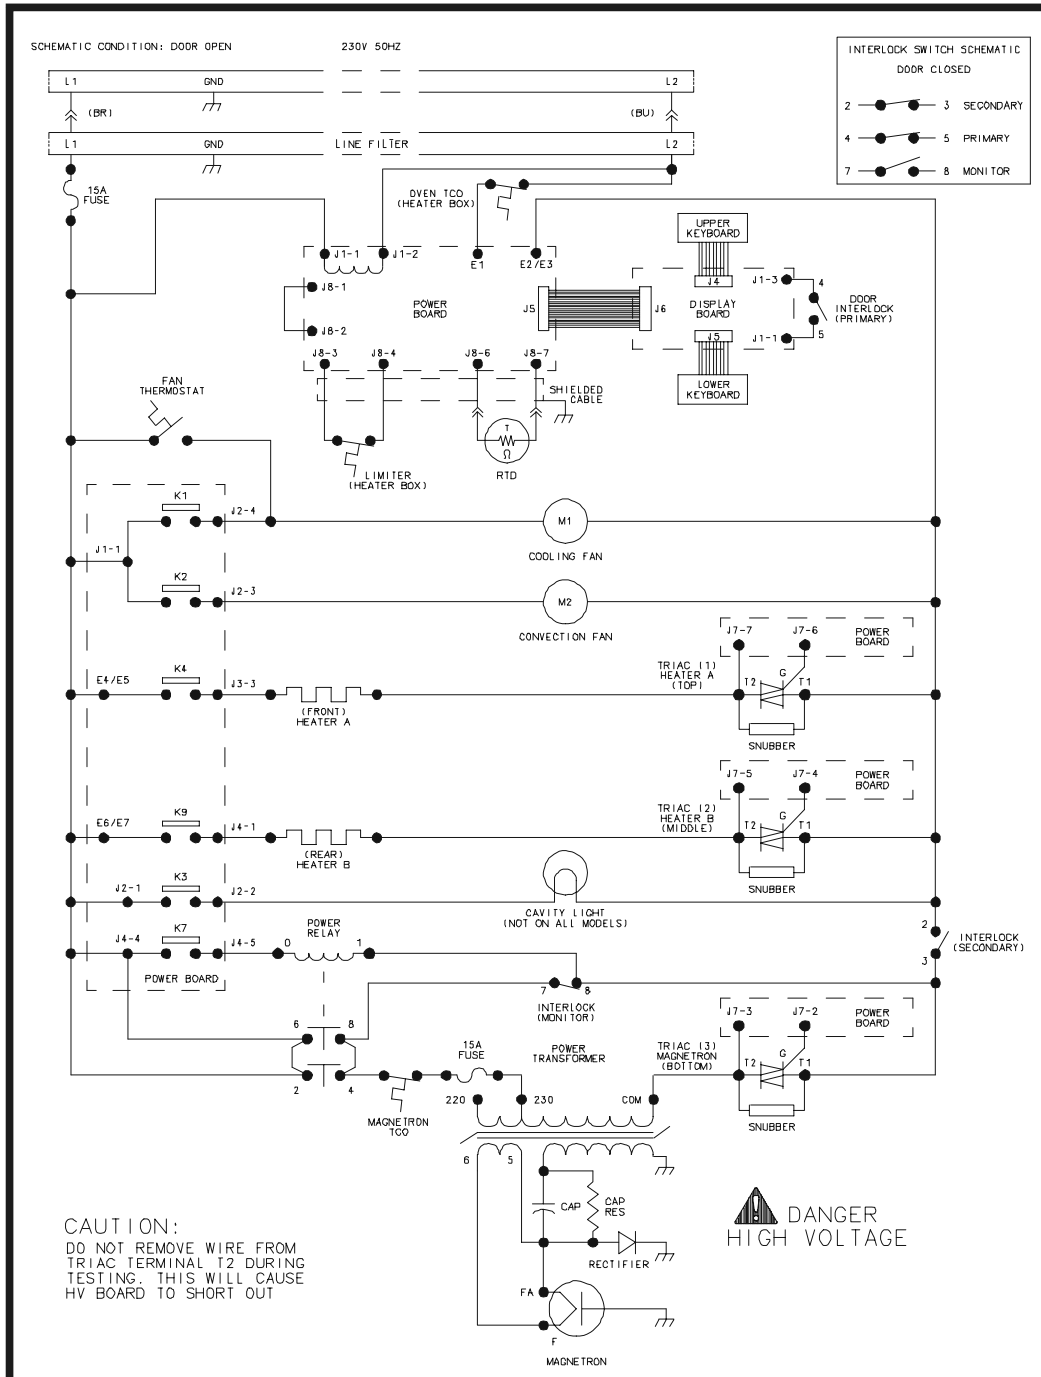 SCHEMATIC CONDITION: DOOR OPEN
230V 50HZ
L1
GND
L2
(BR)
(BU)
L1
GND
LINE FILTER
L2
INTERLOCK SWITCH SCHEMATIC
DOOR CLOSED
2
3 SECONDARY
4
5 PRIMARY
7
8 MONITOR
15A
FUSE
OVEN TCO
(HEATER BOX)
J1-1
J1-2
E1
E2/E3
J8-1
J8-2
POWER
BOARD
J5
J6
J8-3
J8-4
J8-6
J8-7
UPPER
KEYBOARD
J4
J1-3
DISPLAY
BOARD
J5
J1-1
LOWER
KEYBOARD
4
5
DOOR
INTERLOCK
(PRIMARY)
SHIELDED
CABLE
FAN
THERMOSTAT
LIMITER
(HEATER BOX)
T
Ω
RTD
K1
J2-4
J1-1
K2
J2-3
M1
COOLING FAN
M2
CONVECTION FAN
J7-7
J7-6
POWER
BOARD
TRIAC (1)
HEATER A
(TOP)
T2
G
T1
SNUBBER
E4/E5
K4
J3-3
(FRONT)
HEATER A
J7-5
J7-4
POWER
BOARD
TRIAC (2)
HEATER B
(MIDDLE)
T2
G
T1
SNUBBER
E6/E7
K9
J4-1
(REAR)
HEATER B
J2-1
K3
J2-2
CAVITY LIGHT
(NOT ON ALL MODELS)
J4-4
K7
J4-5
POWER BOARD
POWER
RELAY
0
1
2
3
INTERLOCK
(SECONDARY)
7
8
INTERLOCK
(MONITOR)
6
8
2
4
MAGNETRON
TCO
15A
FUSE
POWER
TRANSFORMER
J7-3
J7-2
POWER
BOARD
TRIAC (3)
MAGNETRON
(BOTTOM)
T2
G
T1
SNUBBER
220
230
COM
6
5
CAP
CAP
RES
RECTIFIER
FA
F
MAGNETRON
CAUTION:
DO NOT REMOVE WIRE FROM
TRIAC TERMINAL T2 DURING
TESTING. THIS WILL CAUSE
HV BOARD TO SHORT OUT
DANGER
HIGH VOLTAGE